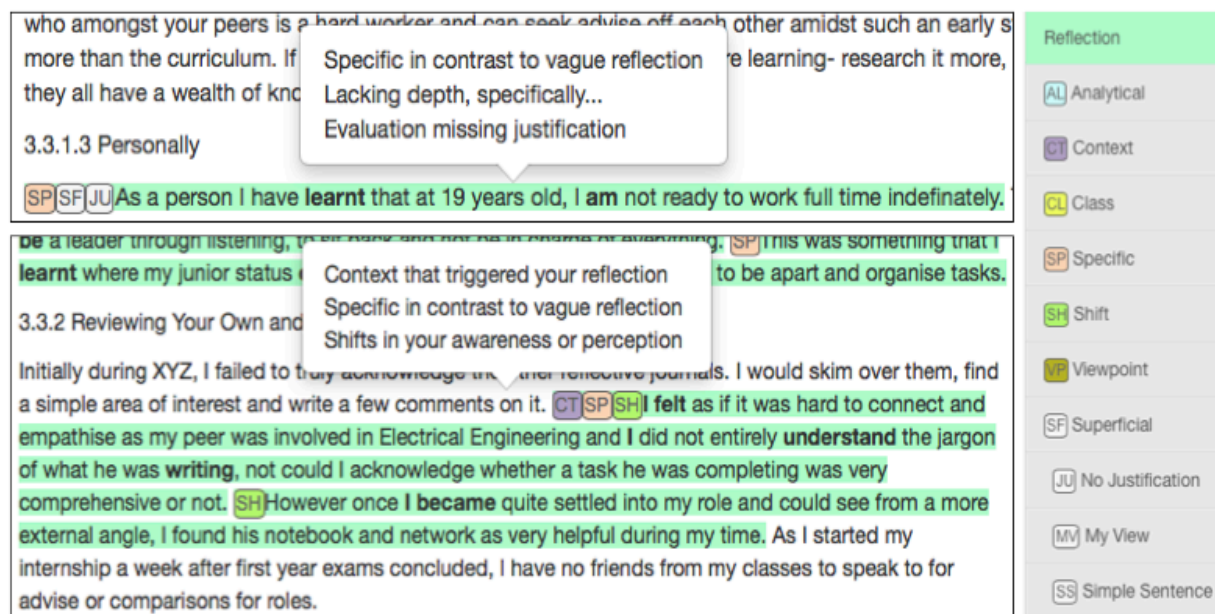 who amongst your peers is a hard worker and can seek advise off each other amidst such an early s
more than the curriculum. If
re learning- research it more,
they all have a wealth of kno
Specific in contrast to vague reflection
Lacking depth, specifically...
Evaluation missing justification
3.3.1.3 Personally
SP SF JU As a person I have learnt that at 19 years old, I am not ready to work full time indefinately.
be a leader through listening, to sit back and not be in charge of everything. SP This was something that I
learnt where my junior status
to be apart and organise tasks.
Context that triggered your reflection
Specific in contrast to vague reflection
Shifts in your awareness or perception
3.3.2 Reviewing Your Own and
Initially during XYZ, I failed to truly acknowledge the other reflective journals. I would skim over them, find
a simple area of interest and write a few comments on it. CT SP SH I felt as if it was hard to connect and
empathise as my peer was involved in Electrical Engineering and I did not entirely understand the jargon
of what he was writing, not could I acknowledge whether a task he was completing was very
comprehensive or not. SH However once I became quite settled into my role and could see from a more
external angle, I found his notebook and network as very helpful during my time. As I started my
internship a week after first year exams concluded, I have no friends from my classes to speak to for
advise or comparisons for roles.
Reflection
AL Analytical
CT Context
CL Class
SP Specific
SH Shift
VP Viewpoint
SF Superficial
JU No Justification
MV My View
SS Simple Sentence